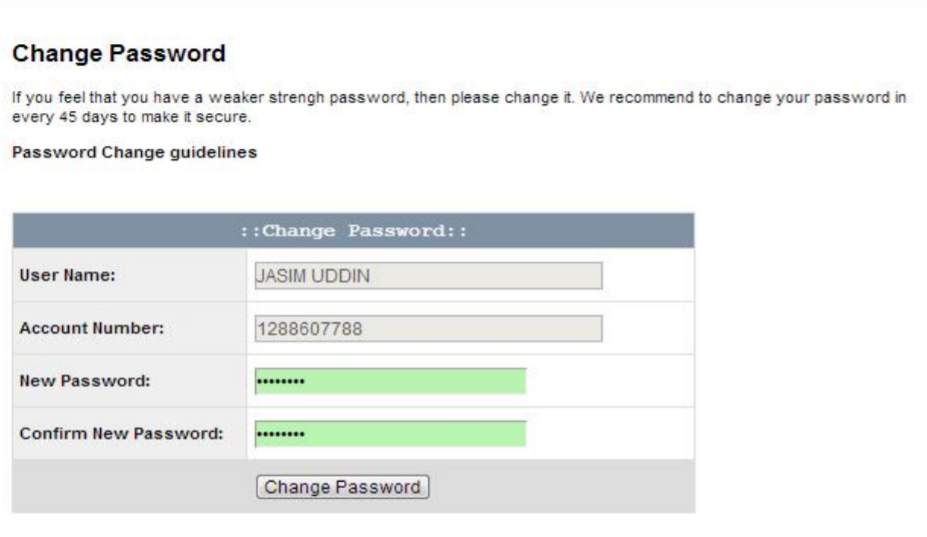 Change Password
If you feel that you have a weaker strengh password, then please change it. We recommend to change your password in
every 45 days to make it secure.
Password Change guidelines
::Change Password::
User Name: JASIM UDDIN
Account Number: 1288607788
New Password: ••••••••
Confirm New Password: ••••••••
Change Password